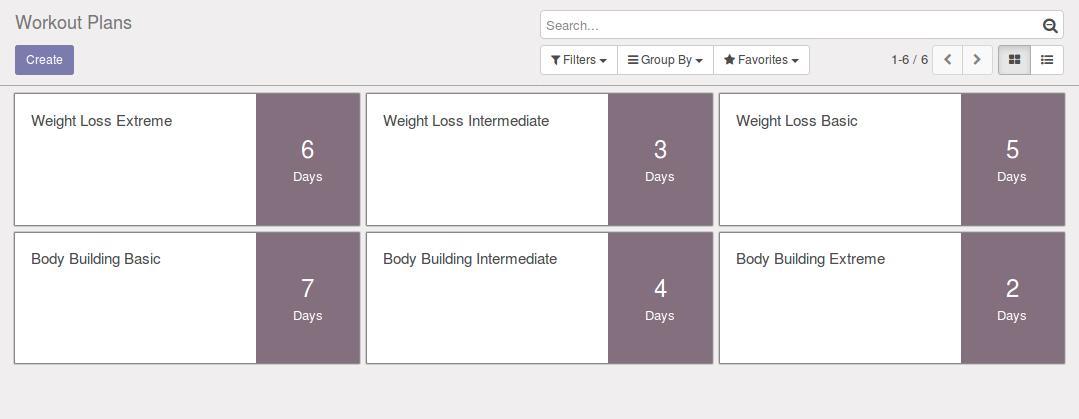 Workout Plans
Search...
Create
Filters Group By Favorites 1-6 / 6
Weight Loss Extreme
6
Days
Weight Loss Intermediate
3
Days
Weight Loss Basic
5
Days
Body Building Basic
7
Days
Body Building Intermediate
4
Days
Body Building Extreme
2
Days